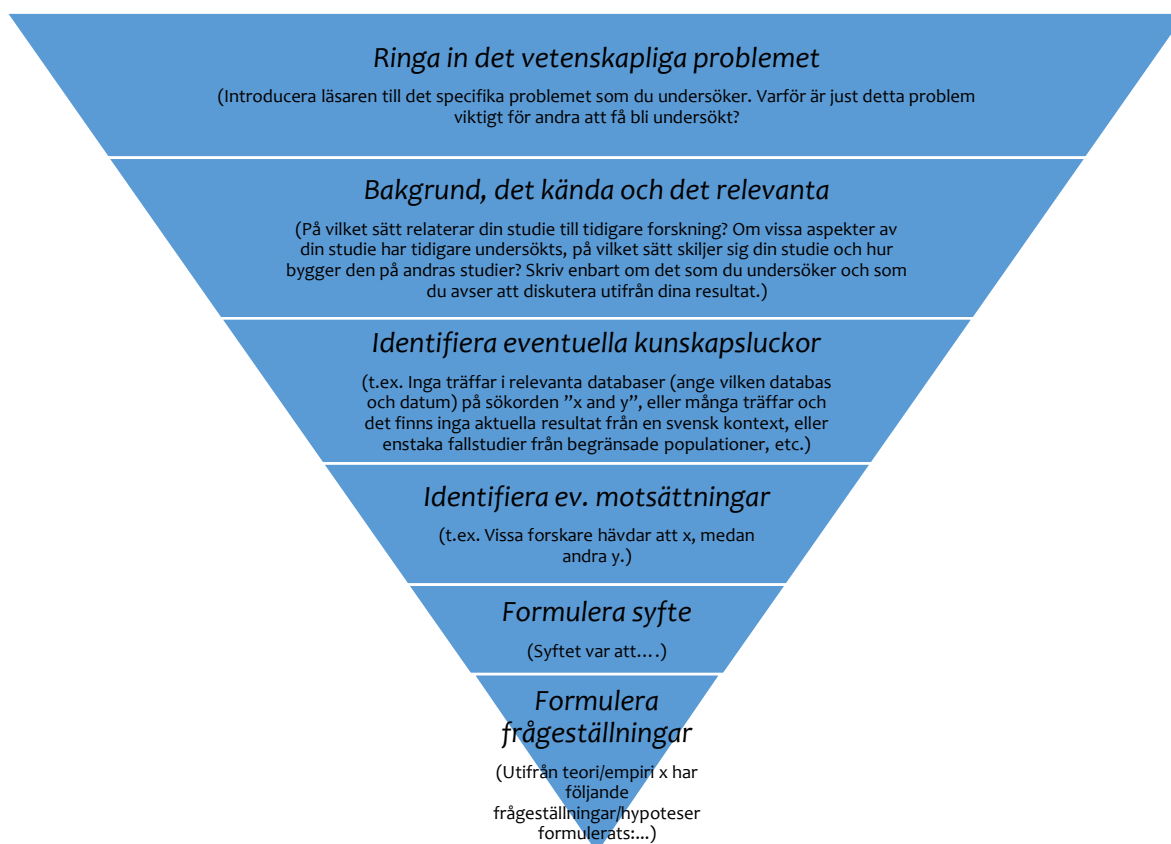 Ringa in det vetenskapliga problemet
(Introducera läsaren till det specifika problemet som du undersöker. Varför är just detta problem
viktigt för andra att få bli undersökt?
Bakgrund, det kända och det relevanta
(På vilket sätt relaterar din studie till tidigare forskning? Om vissa aspekter av
din studie har tidigare undersökts, på vilket sätt skiljer sig din studie och hur
bygger den på andras studier? Skriv enbart om det som du undersöker och som
du avser att diskutera utifrån dina resultat.)
Identifiera eventuella kunskapsluckor
(t.ex. Inga träffar i relevanta databaser (ange vilken databas
och datum) på sökorden ”x and y”, eller många träffar och
det finns inga aktuella resultat från en svensk kontext, eller
enstaka fallstudier från begränsade populationer, etc.)
Identifiera ev. motsättningar
(t.ex. Vissa forskare hävdar att x, medan
andra y.)
Formulera syfte
(Syftet var att….)
Formulera
frågeställningar
(Utifrån teori/empiri x har
följande
frågeställningar/hypoteser
formulerats:...)